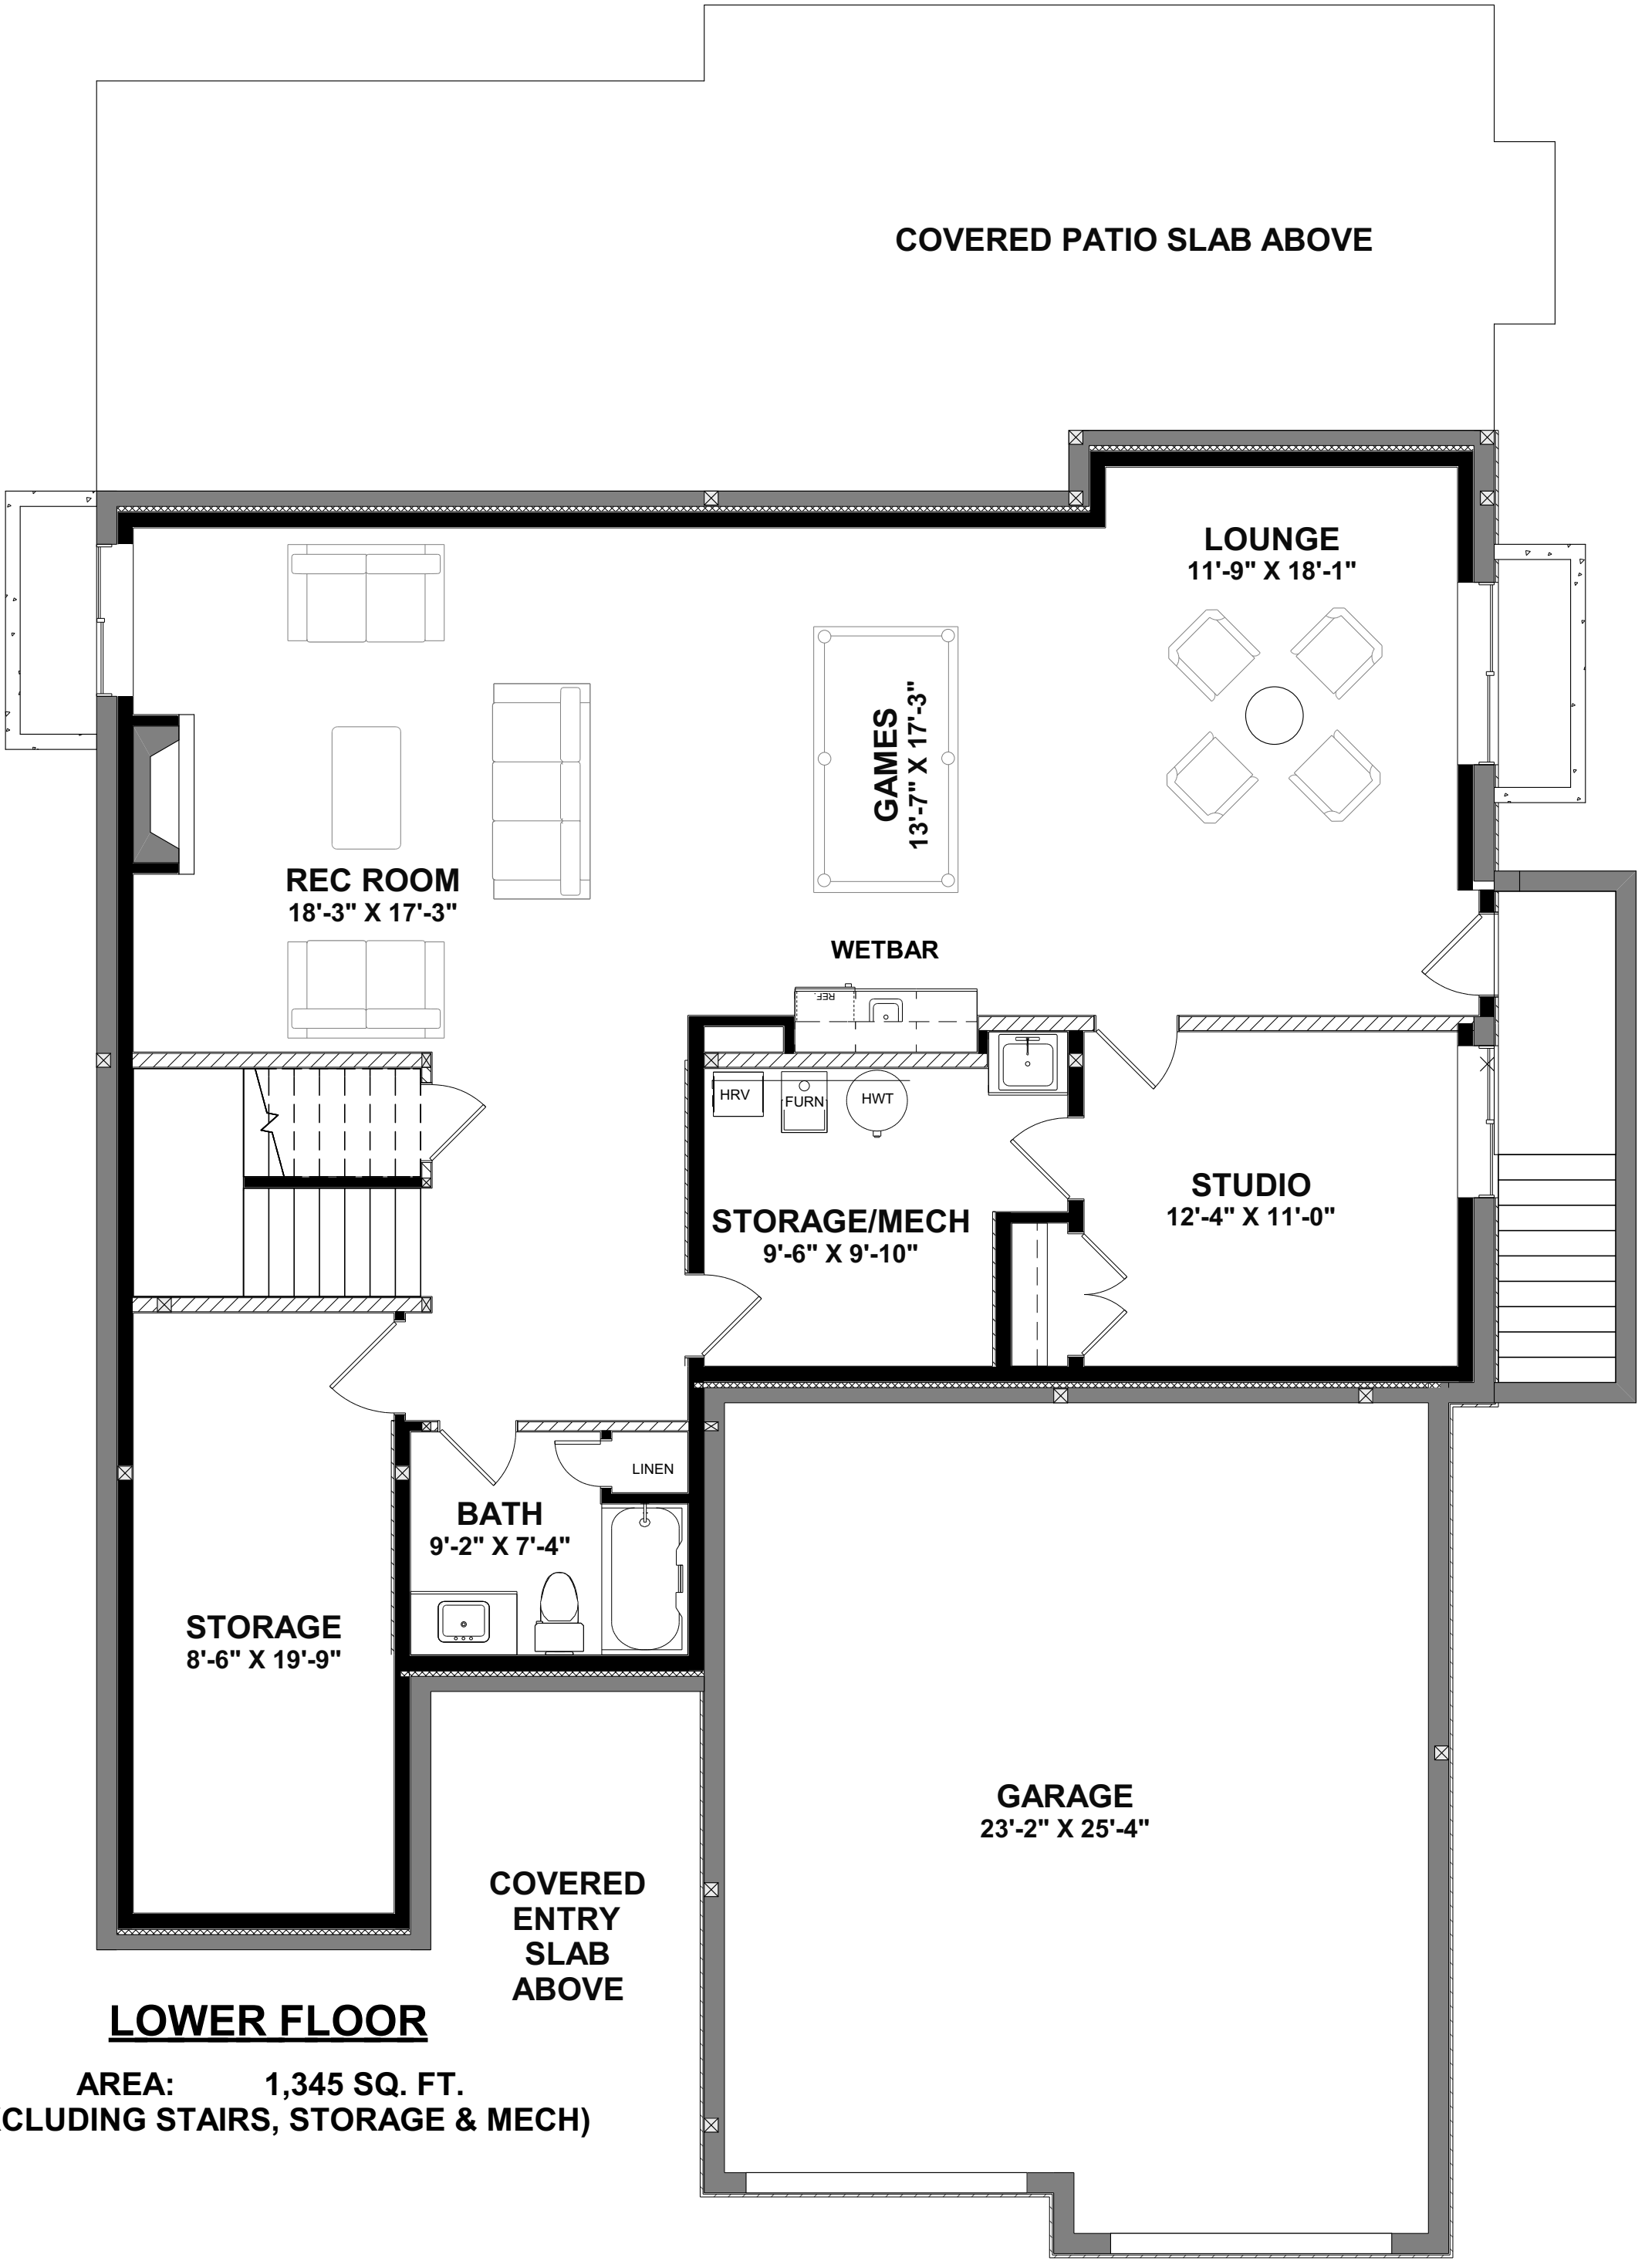 COVERED PATIO SLAB ABOVE
LOUNGE
11'-9" X 18'-1"
GAMES
13'-7" X 17'-3"
REC ROOM
18'-3" X 17'-3"
WETBAR
REF.
HRV
FURN
HWT
STORAGE/MECH
9'-6" X 9'-10"
STUDIO
12'-4" X 11'-0"
LINEN
BATH
9'-2" X 7'-4"
STORAGE
8'-6" X 19'-9"
GARAGE
23'-2" X 25'-4"
COVERED
ENTRY
SLAB
ABOVE
LOWER FLOOR
AREA: 1,345 SQ. FT.
CLUDING STAIRS, STORAGE & MECH)